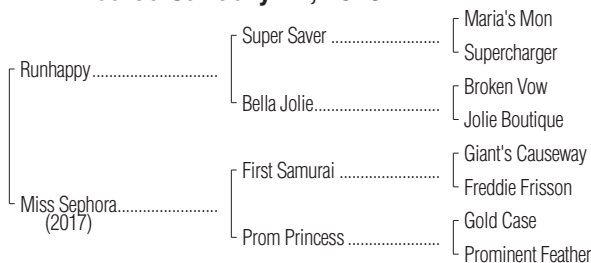 Maria's Mon
Super Saver ..............................
Supercharger
Runhappy..................................
Broken Vow
Bella Jolie..................................
Jolie Boutique
Giant's Causeway
First Samurai ............................
Freddie Frisson
Miss Sephora...........................
(2017)
Gold Case
Prom Princess .........................
Prominent Feather